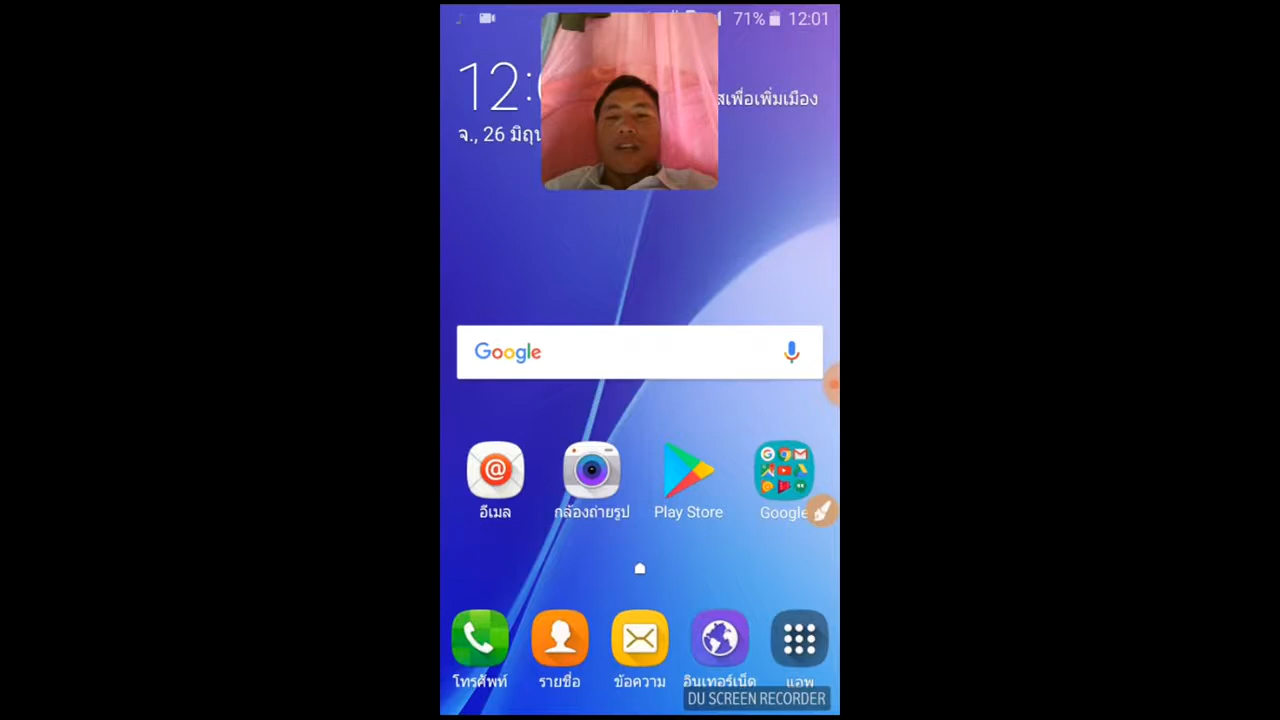 71% 12:01
12:
สเพื่อเพิ่มเมือง
จ., 26 มิถุน
Google
อีเมล
กล้องถ่ายรูป
Play Store
Google
โทรศัพท์
รายชื่อ
ข้อความ
อินเทอร์เน็ต
แอพ
DU SCREEN RECORDER